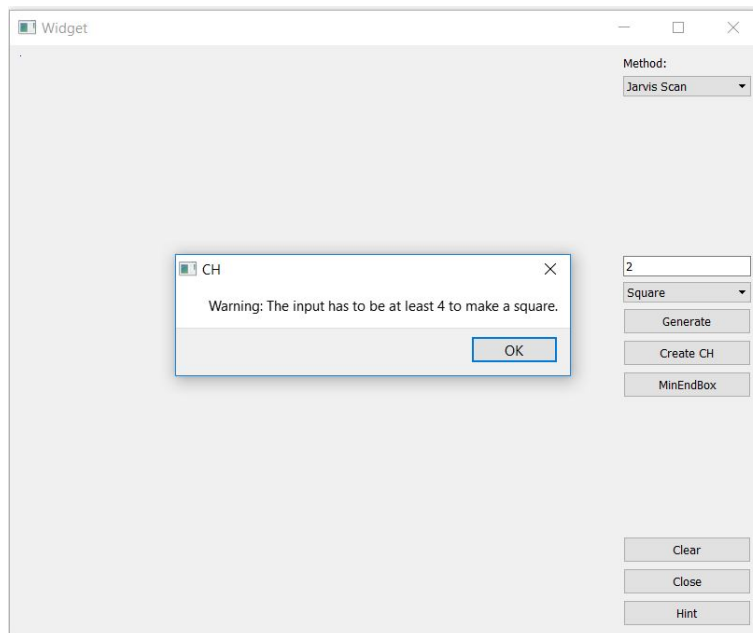 Widget
Method:
Jarvis Scan
CH
Warning: The input has to be at least 4 to make a square.
OK
2
Square
Generate
Create CH
MinEndBox
Clear
Close
Hint